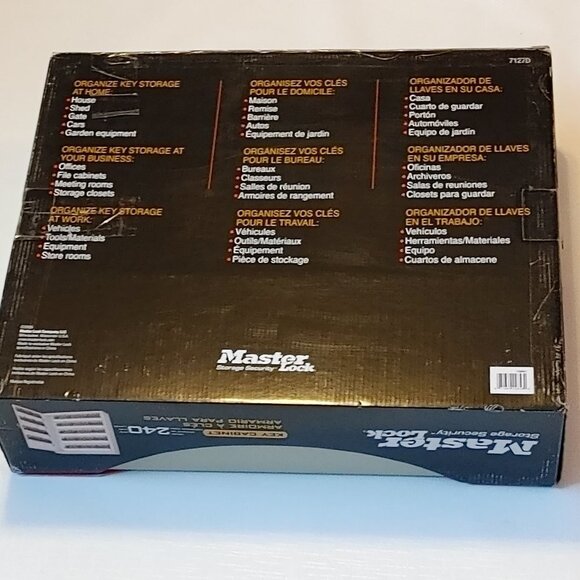 7127D
ORGANIZE KEY STORAGE
AT HOME:
• House
• Shed
• Gate
• Cars
• Garden equipment
ORGANIZE KEY STORAGE AT
YOUR BUSINESS:
• Offices
• File cabinets
• Meeting rooms
• Storage closets
ORGANIZE KEY STORAGE
AT WORK:
• Vehicles
• Tools/Materials
• Equipment
• Store rooms
ORGANISEZ VOS CLÉS
POUR LE DOMICILE:
• Maison
• Remise
• Barrière
• Autos
• Équipement de jardin
ORGANISEZ VOS CLÉS
POUR LE BUREAU:
• Bureaux
• Classeurs
• Salles de réunion
• Armoires de rangement
ORGANISEZ VOS CLÉS
POUR LE TRAVAIL:
• Véhicules
• Outils/Matériaux
• Équipement
• Pièce de stockage
ORGANIZADOR DE
LLAVES EN SU CASA:
• Casa
• Cuarto de guardar
• Portón
• Automóviles
• Equipo de jardín
ORGANIZADOR DE LLAVES
EN SU EMPRESA:
• Oficinas
• Archiveros
• Salas de reuniones
• Closets para guardar
ORGANIZADOR DE LLAVES
EN EL TRABAJO:
• Vehículos
• Herramientas/Materiales
• Equipo
• Cuartos de almacene
Master Lock
Storage Security™
Master Lock
Storage Security™
KEY CABINET
ARMOIRE À CLÉS
ARMARIO PARA LLAVES
240